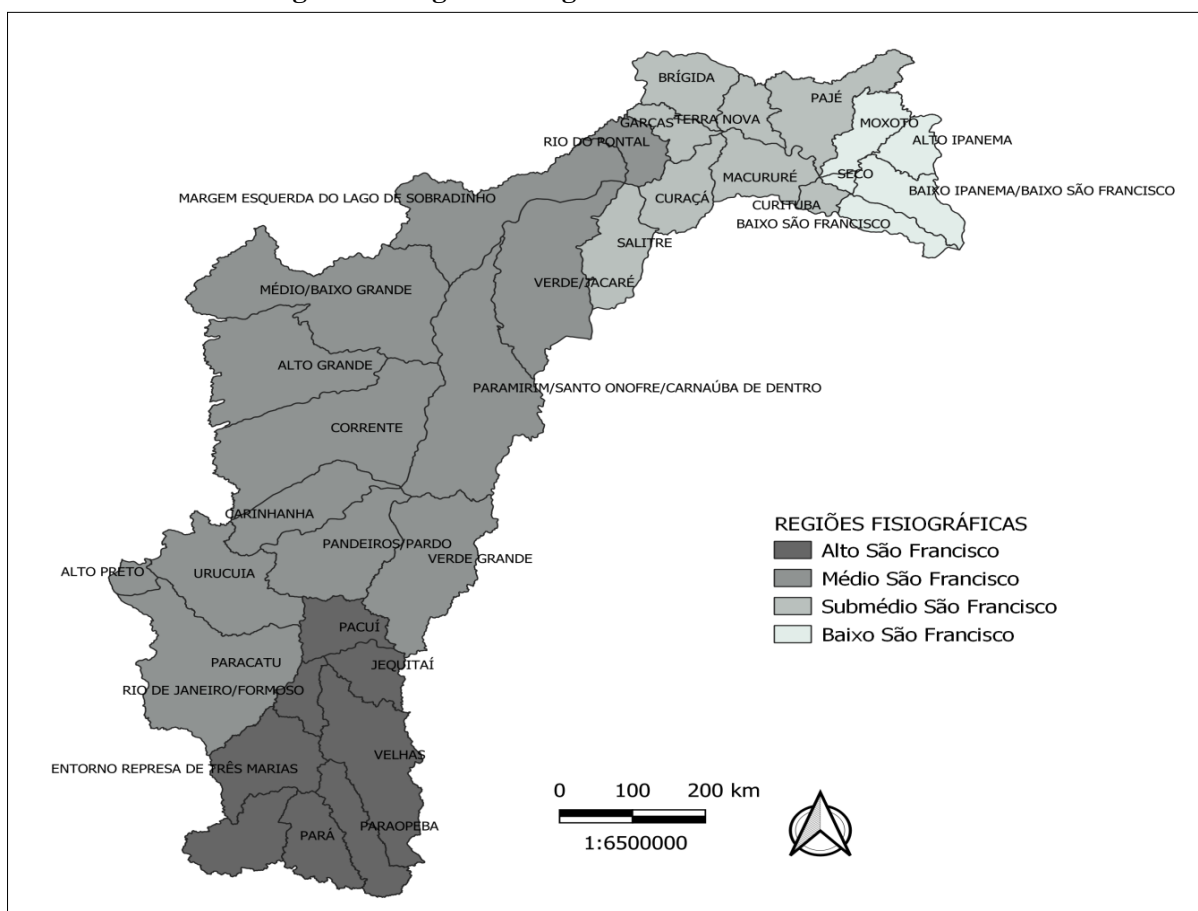 BRÍGIDA
PAJÉ
GARÇAS
TERRA NOVA
MOXOTÓ
RIO DO PONTAL
ALTO IPANEMA
MACURURÉ
SECO
MARGEM ESQUERDA DO LAGO DE SOBRADINHO
CURAÇÁ
CURITUBA
BAIXO IPANEMA/BAIXO SÃO FRANCISCO
BAIXO SÃO FRANCISCO
SALITRE
MÉDIO/BAIXO GRANDE
VERDE/JACARÉ
ALTO GRANDE
PARAMIRIM/SANTO ONOFRE/CARNAÚBA DE DENTRO
CORRENTE
CARINHANHA
PANDEIROS/PARDO
VERDE GRANDE
ALTO PRETO
URUCUIA
PACUÍ
PARACATU
JEQUITAÍ
RIO DE JANEIRO/FORMOSO
VELHAS
ENTORNO REPRESA DE TRÊS MARIAS
PARÁ
PARAOPEBA
REGIÕES FISIOGRÁFICAS
Alto São Francisco
Médio São Francisco
Submédio São Francisco
Baixo São Francisco
0 100 200 km
1:6500000